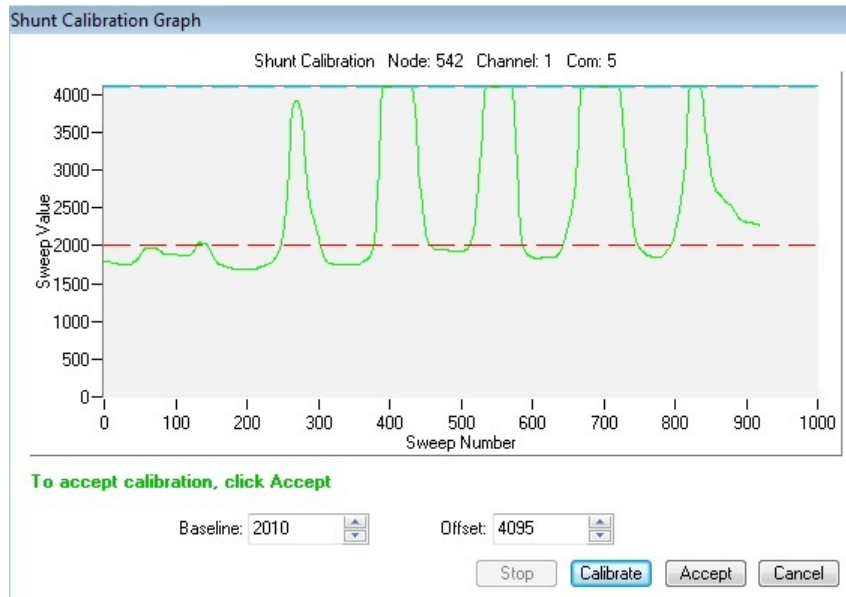 Shunt Calibration Graph
Shunt Calibration Node: 542 Channel: 1 Com: 5
4000
3500
3000
2500
2000
1500
1000
500
0
Sweep Value
0 100 200 300 400 500 600 700 800 900 1000
Sweep Number
To accept calibration, click Accept
Baseline: 2010 Offset: 4095
Stop Calibrate Accept Cancel